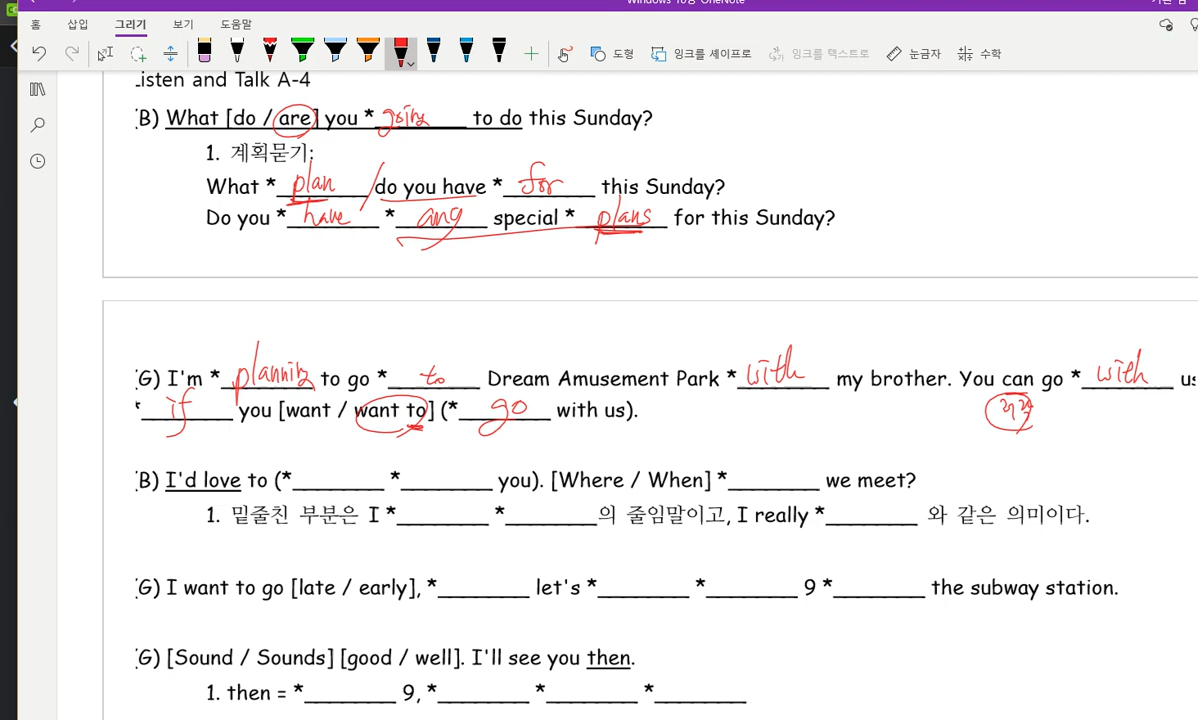 Windows 10용 OneNote
홈 삽입 그리기 보기 도움말
도형 잉크를 셰이프로 잉크를 텍스트로 눈금자 수학
Listen and Talk A-4
B) What [do / are] you *going to do this Sunday?
1. 계획묻기:
What *plan / do you have *for this Sunday?
Do you *have *any special *plans for this Sunday?
G) I'm *planning to go *to Dream Amusement Park *with my brother. You can go *with us
*if you [want / want to] (*go with us).
B) I'd love to (*________ *________ you). [Where / When] *________ we meet?
1. 밑줄친 부분은 I *________ *________의 줄임말이고, I really *________ 와 같은 의미이다.
G) I want to go [late / early], *________ let's *________ *________ 9 *________ the subway station.
G) [Sound / Sounds] [good / well]. I'll see you then.
1. then = *________ 9, *________ *________ *________